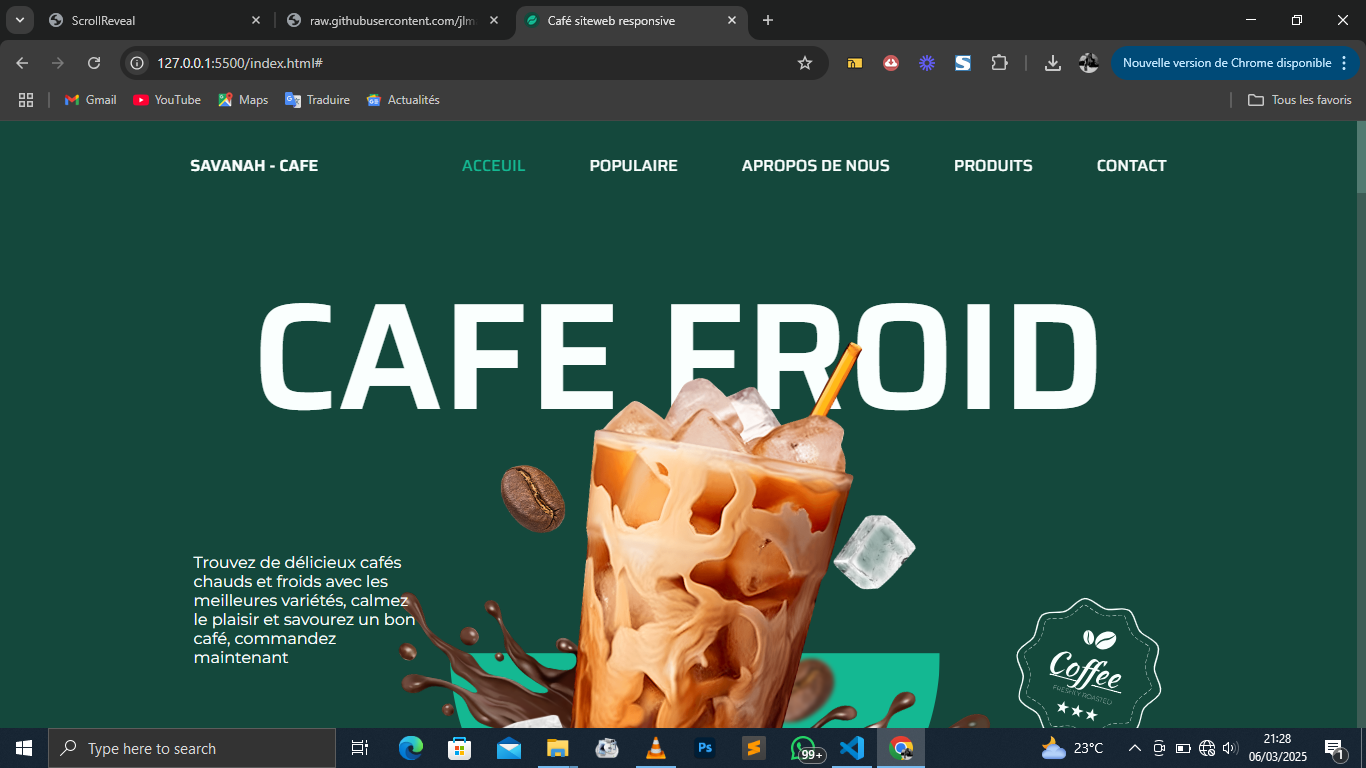 ScrollReveal
raw.githubusercontent.com/jlm
Café siteweb responsive
127.0.0.1:5500/index.html#
Nouvelle version de Chrome disponible
Gmail
YouTube
Maps
Traduire
Actualités
Tous les favoris
SAVANAH - CAFE
ACCEUIL
POPULAIRE
APROPOS DE NOUS
PRODUITS
CONTACT
CAFE FROID
Trouvez de délicieux cafés
chauds et froids avec les
meilleures variétés, calmez
le plaisir et savourez un bon
café, commandez
maintenant
Coffee
FRESHLY ROASTED
Type here to search
Ps
99+
23°C
21:28
06/03/2025
1